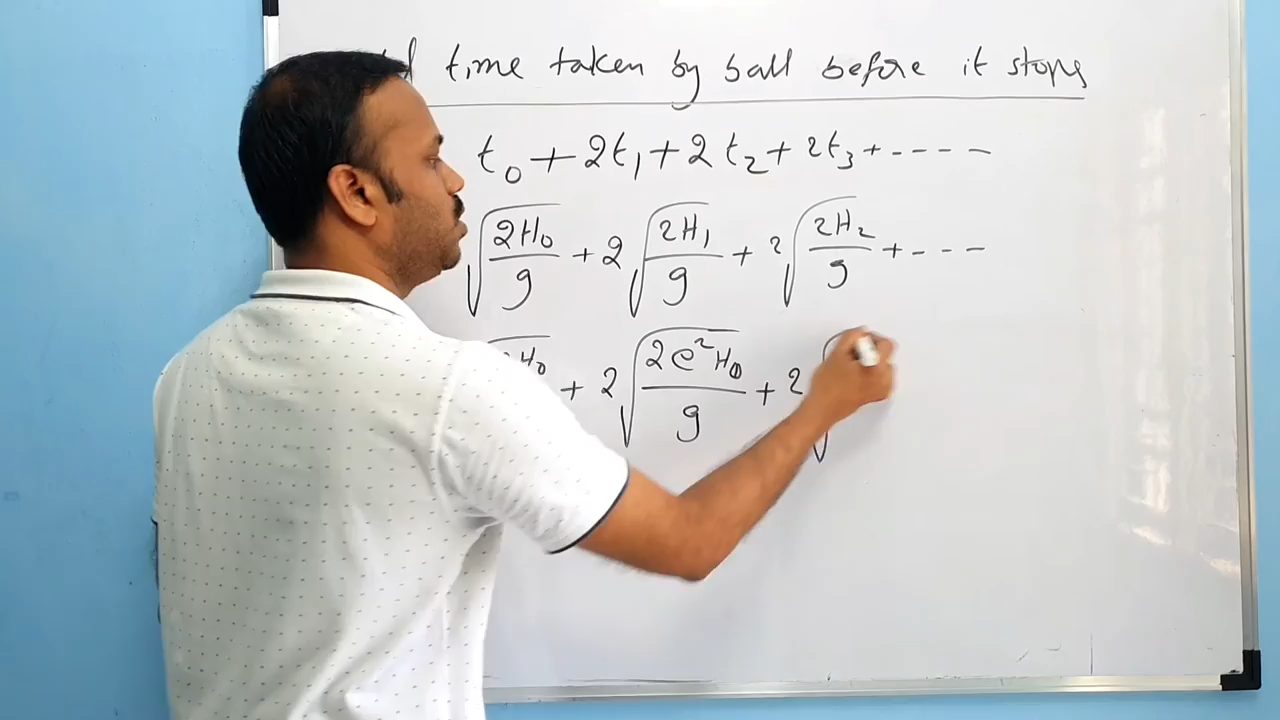 time taken by ball before it stops
t₀ + 2t₁ + 2t₂ + 2t₃ + - - - -
√(2H₀/g) + 2√(2H₁/g) + 2√(2H₂/g) + - - -
H₀ + 2√(2e²H₀/g) + 2√